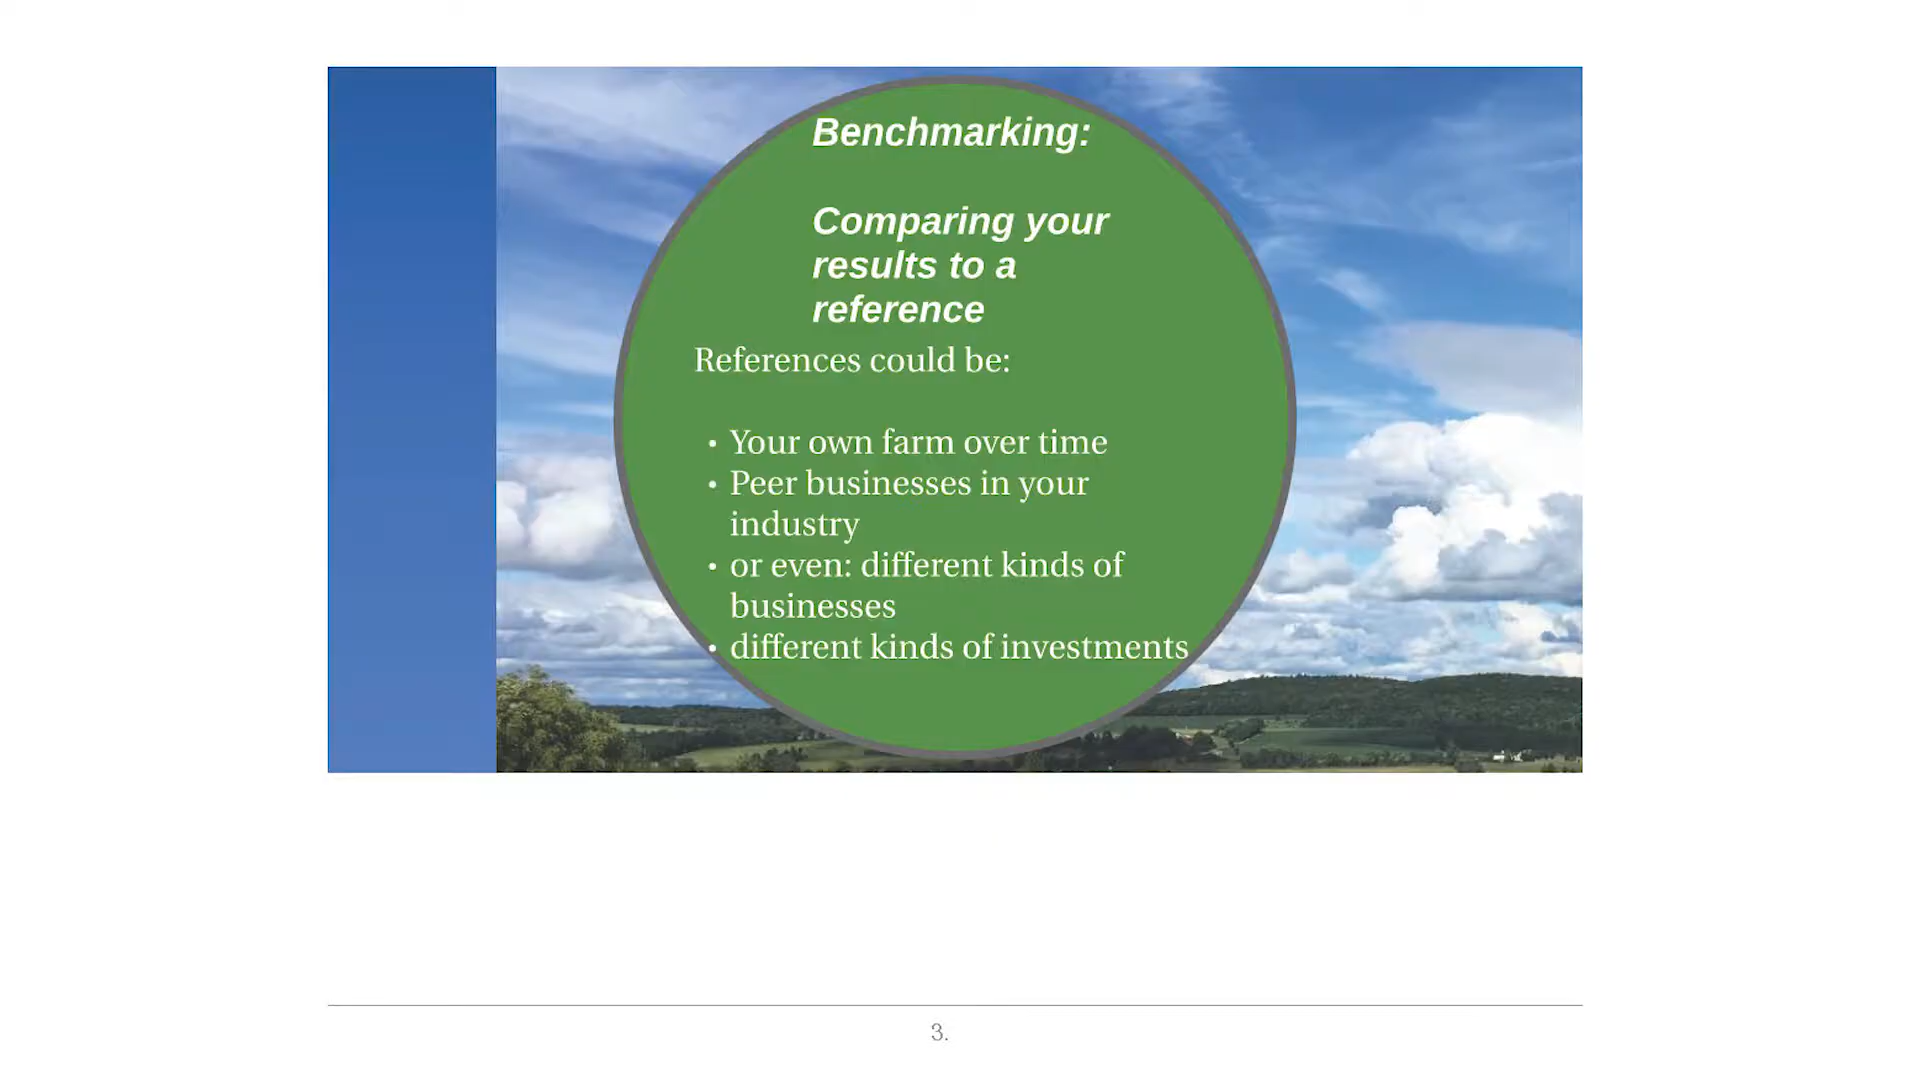 Benchmarking:
Comparing your
results to a
reference
References could be:
• Your own farm over time
• Peer businesses in your
industry
• or even: different kinds of
businesses
• different kinds of investments
3.